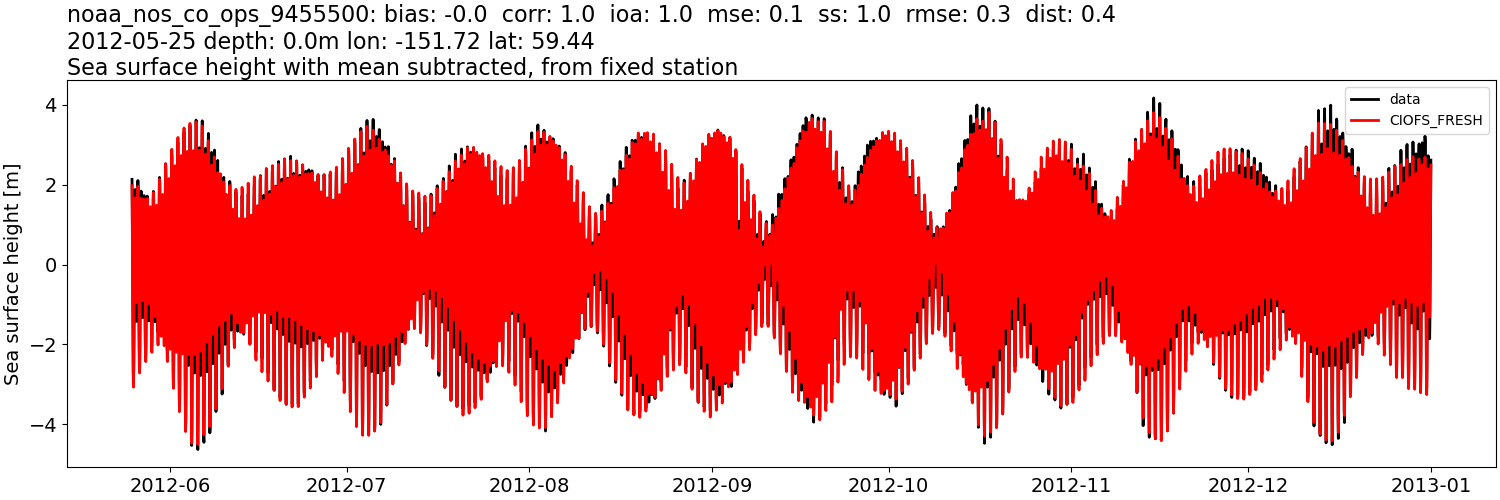 noaa_nos_co_ops_9455500: bias: -0.0  corr: 1.0  ioa: 1.0  mse: 0.1  ss: 1.0  rmse: 0.3  dist: 0.4
2012-05-25 depth: 0.0m lon: -151.72 lat: 59.44
Sea surface height with mean subtracted, from fixed station
data
CIOFS_FRESH
Sea surface height [m]
4
2
0
−2
−4
2012-06 2012-07 2012-08 2012-09 2012-10 2012-11 2012-12 2013-01